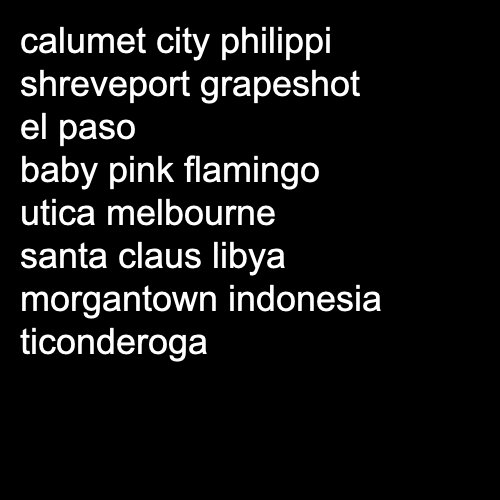 calumet city philippi
shreveport grapeshot
el paso
baby pink flamingo
utica melbourne
santa claus libya
morgantown indonesia
ticonderoga